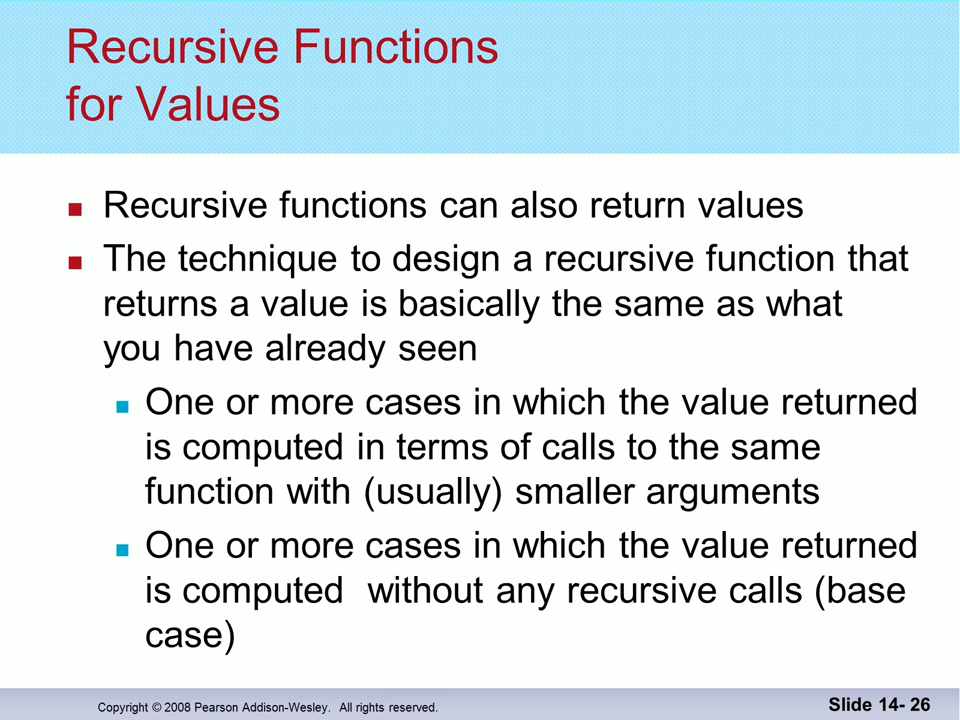 Recursive Functions
for Values
Recursive functions can also return values
The technique to design a recursive function that
returns a value is basically the same as what
you have already seen
One or more cases in which the value returned
is computed in terms of calls to the same
function with (usually) smaller arguments
One or more cases in which the value returned
is computed  without any recursive calls (base
case)
Copyright © 2008 Pearson Addison-Wesley.  All rights reserved.
Slide 14- 26